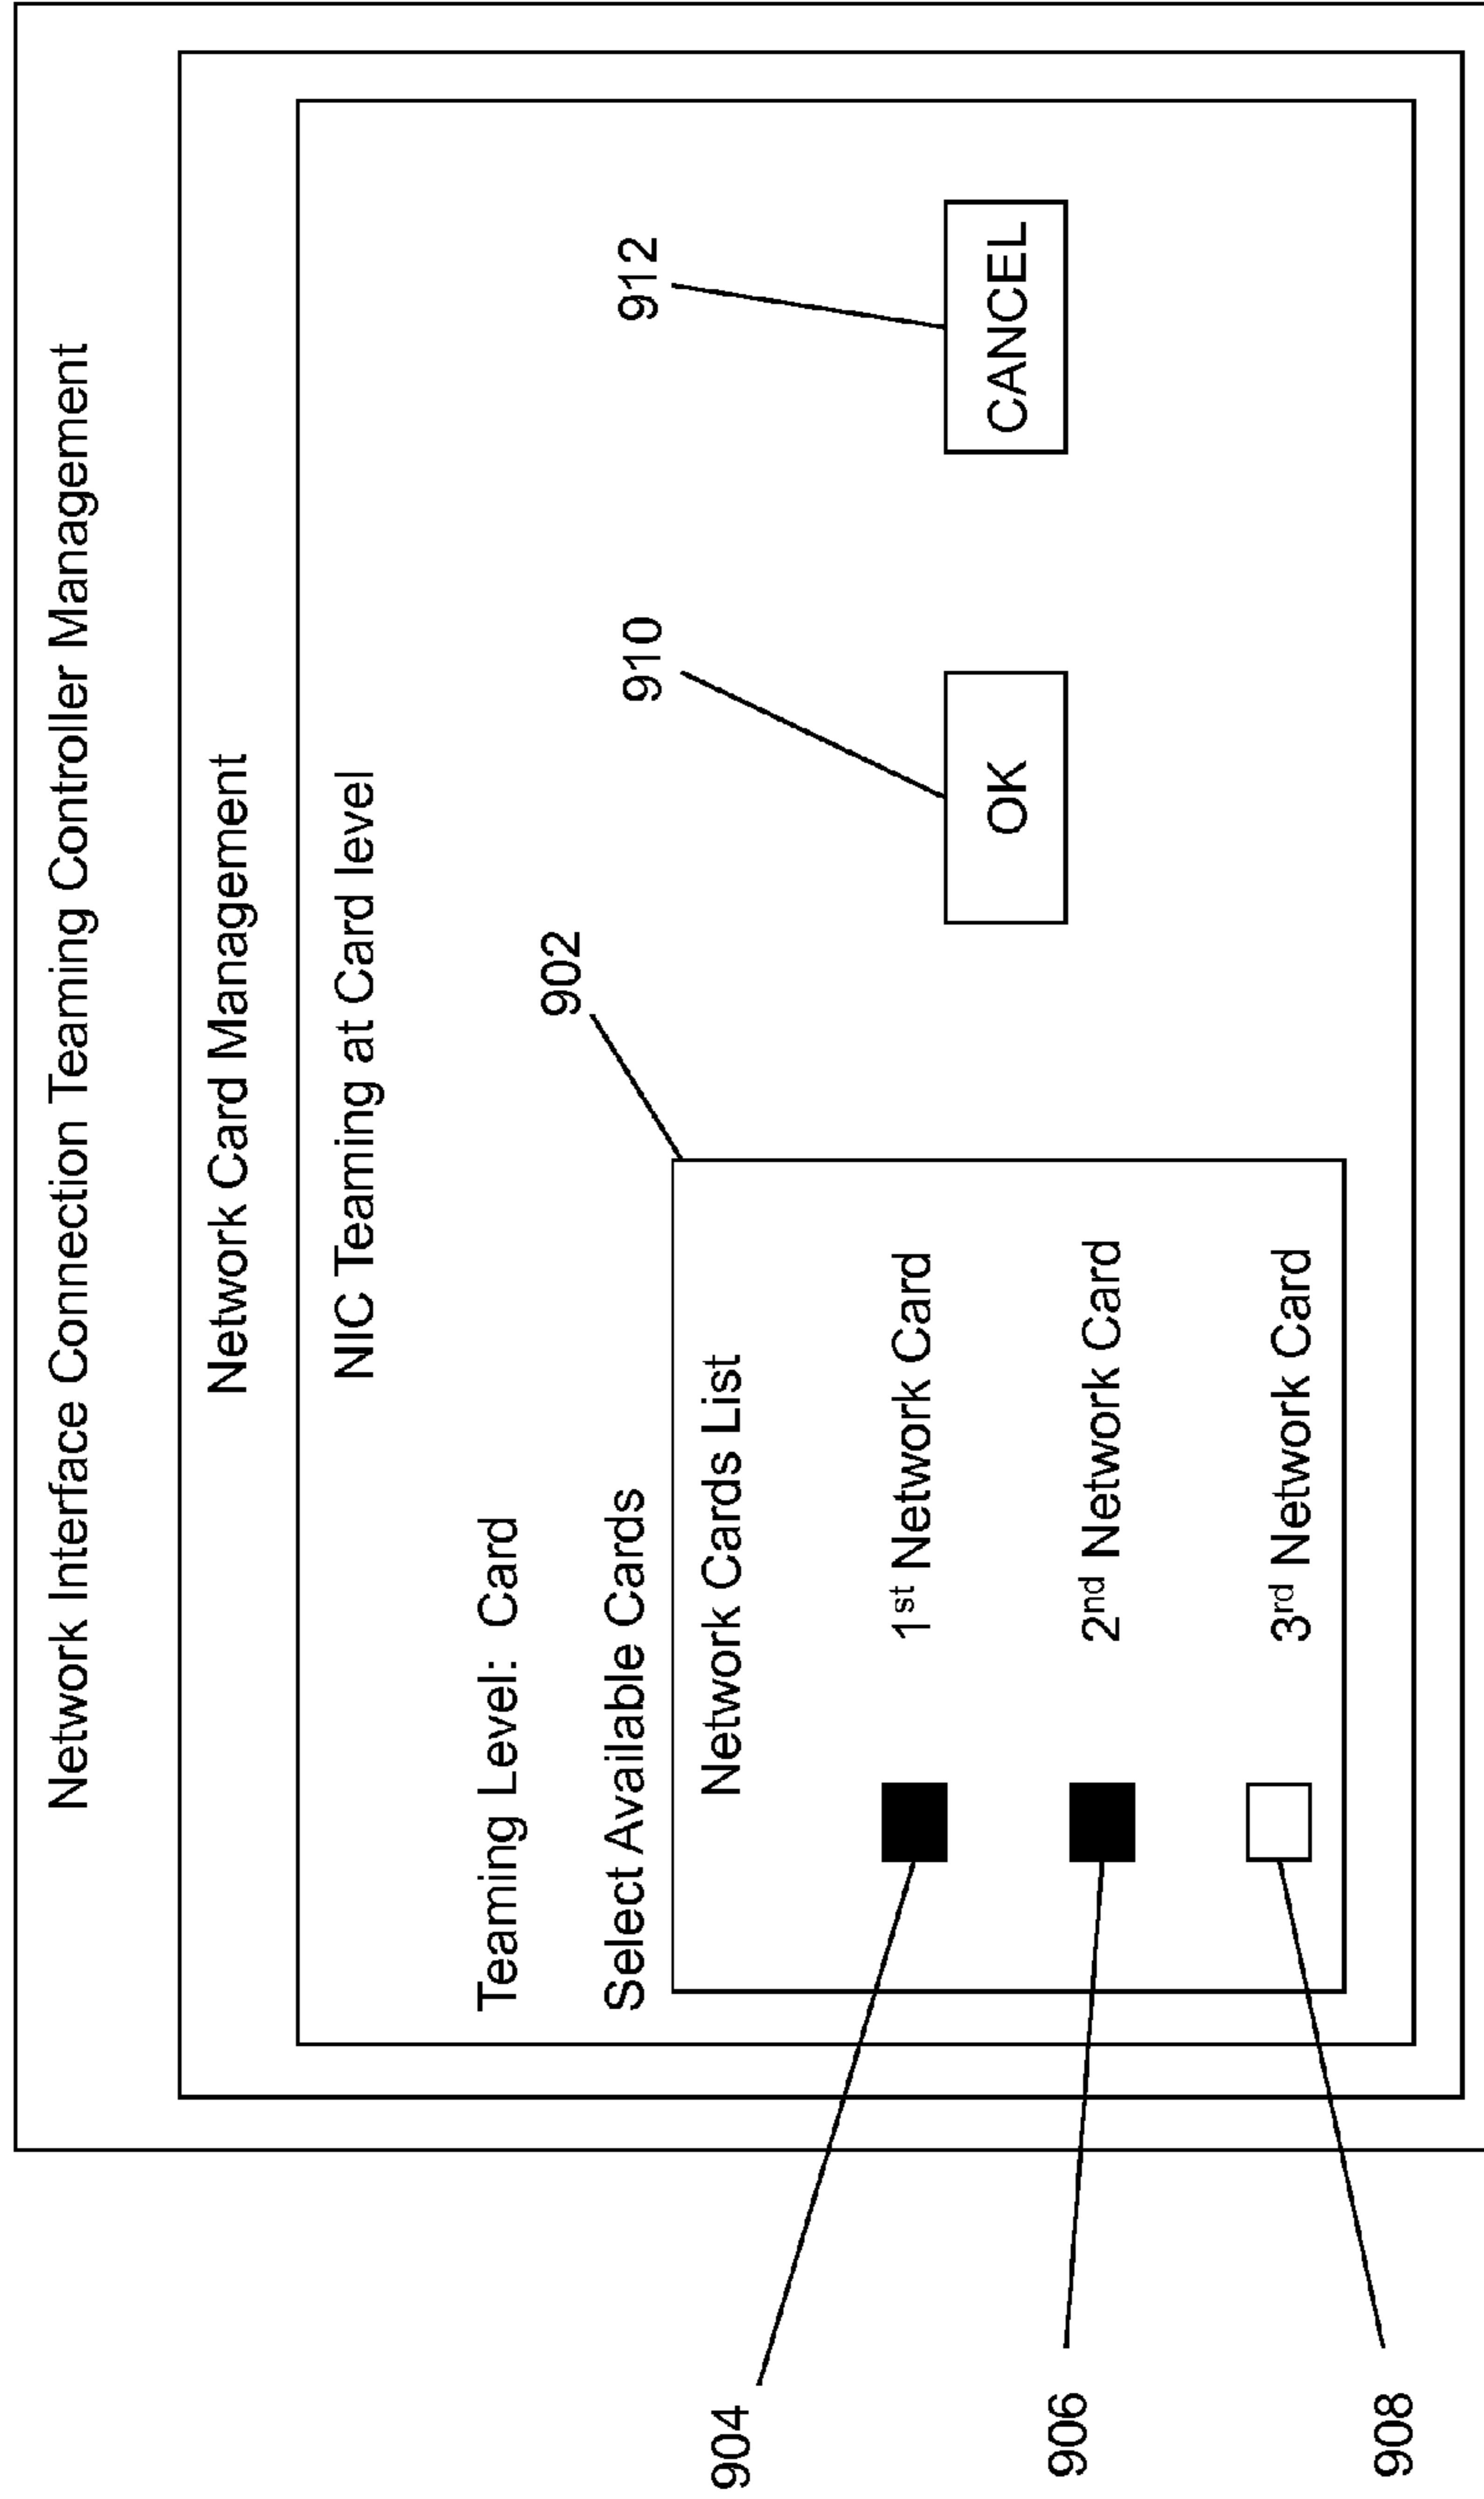 Network Interface Connection Teaming Controller Management
Network Card Management
NIC Teaming at Card level
Teaming Level: Card
Select Available Cards
902
910
912
Network Cards List
1st Network Card
2nd Network Card
3rd Network Card
OK
CANCEL
904
906
908